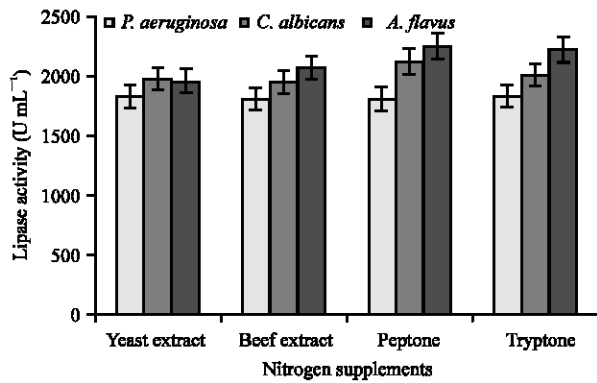 2500
P. aeruginosa C. albicans A. flavus
2000
1500
1000
500
0
Lipase activity (U mL⁻¹)
Yeast extract Beef extract Peptone Tryptone
Nitrogen supplements